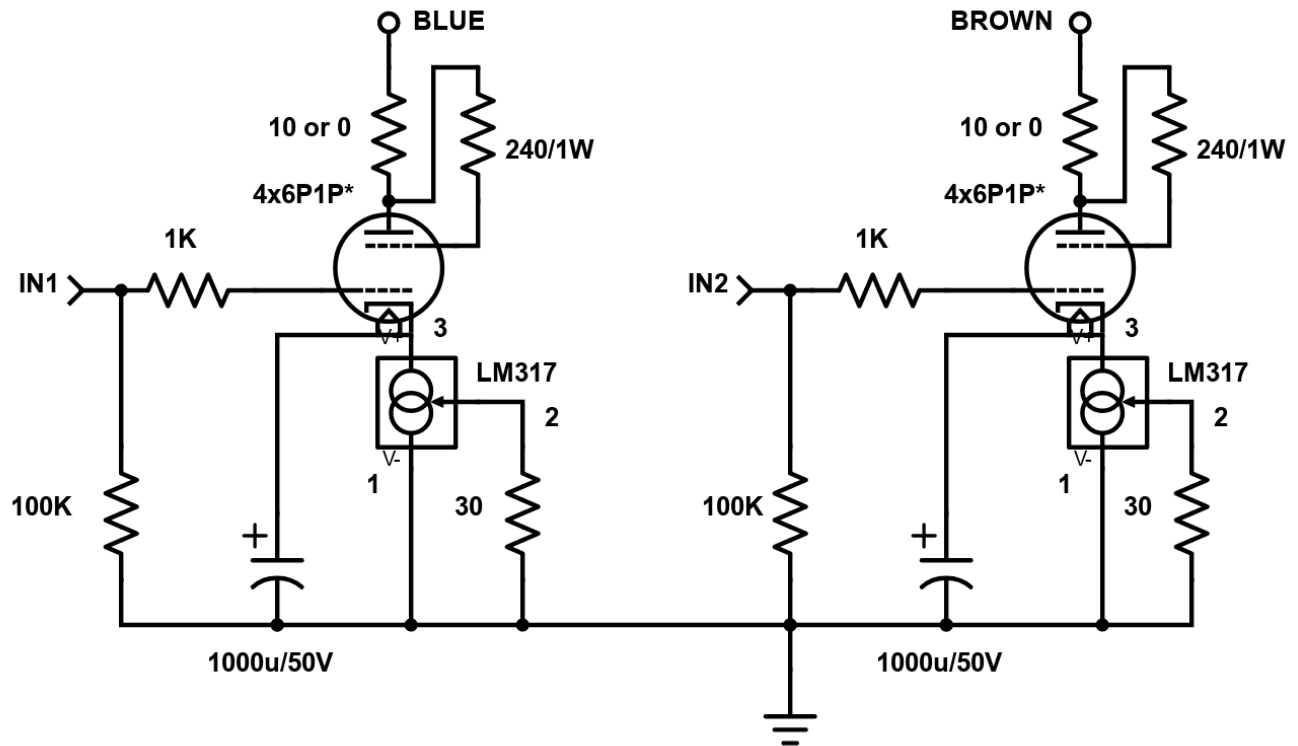 BLUE
BROWN
10 or 0
240/1W
10 or 0
240/1W
4x6P1P*
4x6P1P*
1K
1K
IN1
IN2
3
3
V+
V+
LM317
LM317
2
2
V-
V-
1
1
100K
30
100K
30
+
+
1000u/50V
1000u/50V